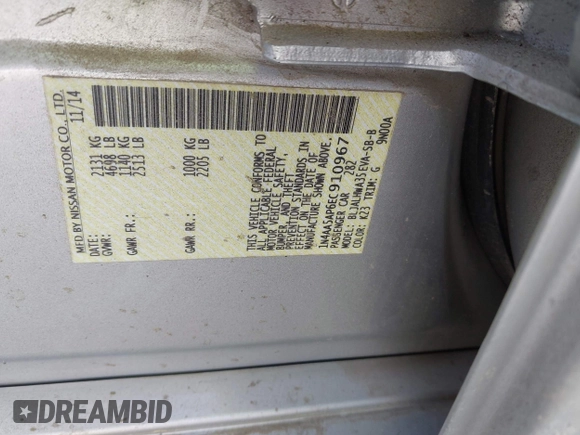 MFD BY NISSAN MOTOR CO., LTD.
DATE: 11/14
GVWR: 2131 KG
4698 LB
GAWR FR.: 1140 KG
2513 LB
GAWR RR: 1000 KG
2205 LB
THIS VEHICLE CONFORMS TO
ALL APPLICABLE FEDERAL
MOTOR VEHICLE SAFETY,
BUMPER, AND THEFT
PREVENTION STANDARDS IN
EFFECT ON THE DATE OF
MANUFACTURE SHOWN ABOVE.
1N4AA5AP6EC910967
PASSENGER CAR 282
MODEL: BLJALHWA35EVA-SB-B
COLOR: K23 TRIM: G 9N00A
DREAMBID